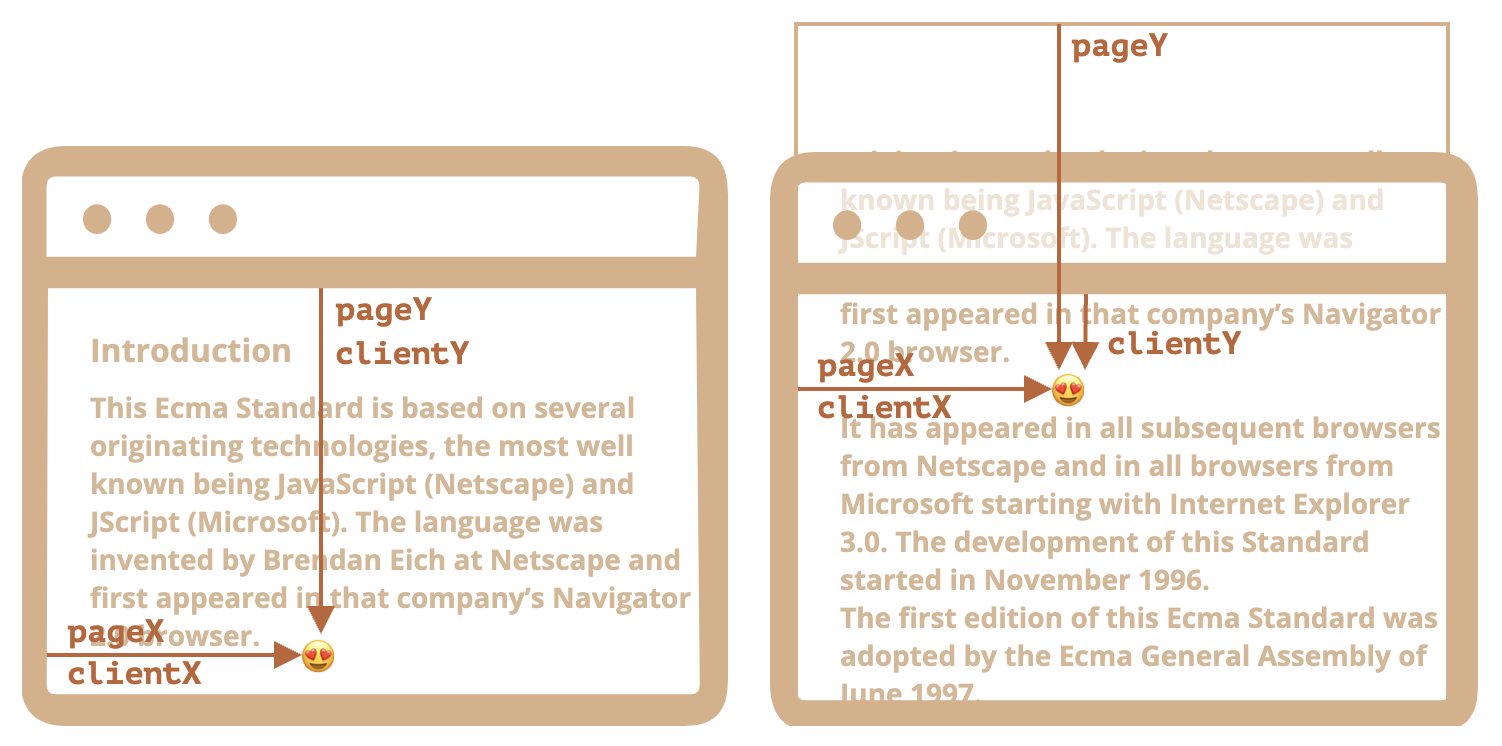 pageY
clientY
Introduction
This Ecma Standard is based on several
originating technologies, the most well
known being JavaScript (Netscape) and
JScript (Microsoft). The language was
invented by Brendan Eich at Netscape and
first appeared in that company’s Navigator
2.0 browser.
pageX
clientX
pageY
known being JavaScript (Netscape) and
JScript (Microsoft). The language was
first appeared in that company’s Navigator
2.0 browser.
clientY
pageX
clientX
It has appeared in all subsequent browsers
from Netscape and in all browsers from
Microsoft starting with Internet Explorer
3.0. The development of this Standard
started in November 1996.
The first edition of this Ecma Standard was
adopted by the Ecma General Assembly of
June 1997.